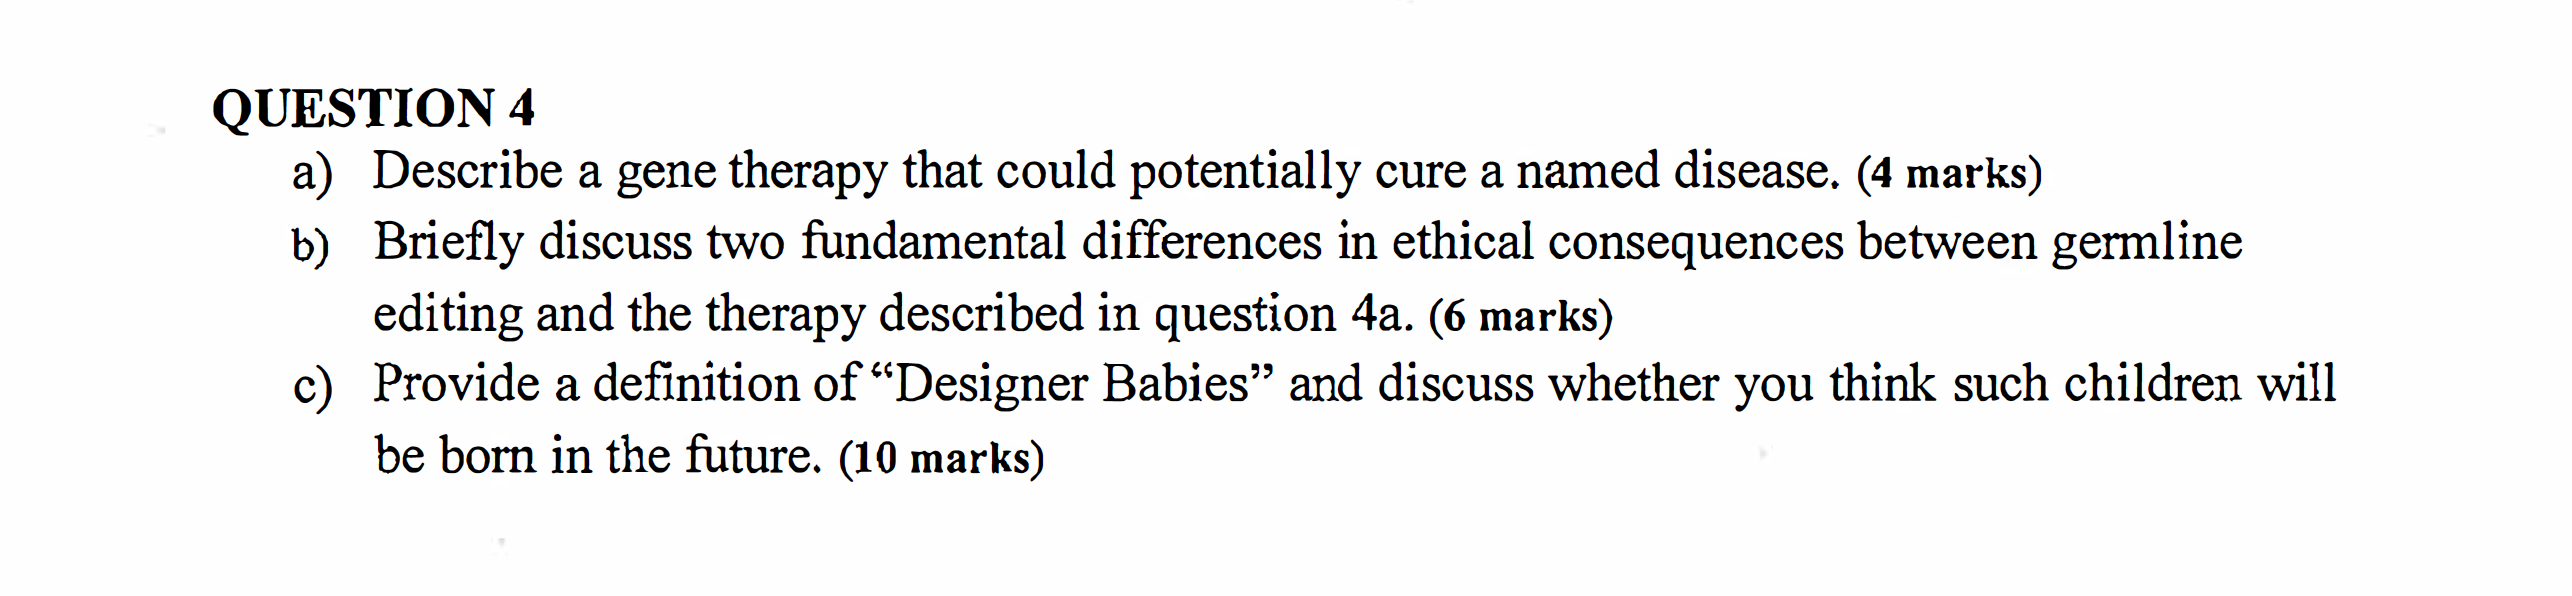 QUESTION 4
a) Describe a gene therapy that could potentially cure a named disease. (4 marks)
b) Briefly discuss two fundamental differences in ethical consequences between germline
editing and the therapy described in question 4a. (6 marks)
c) Provide a definition of “Designer Babies” and discuss whether you think such children will
be born in the future. (10 marks)